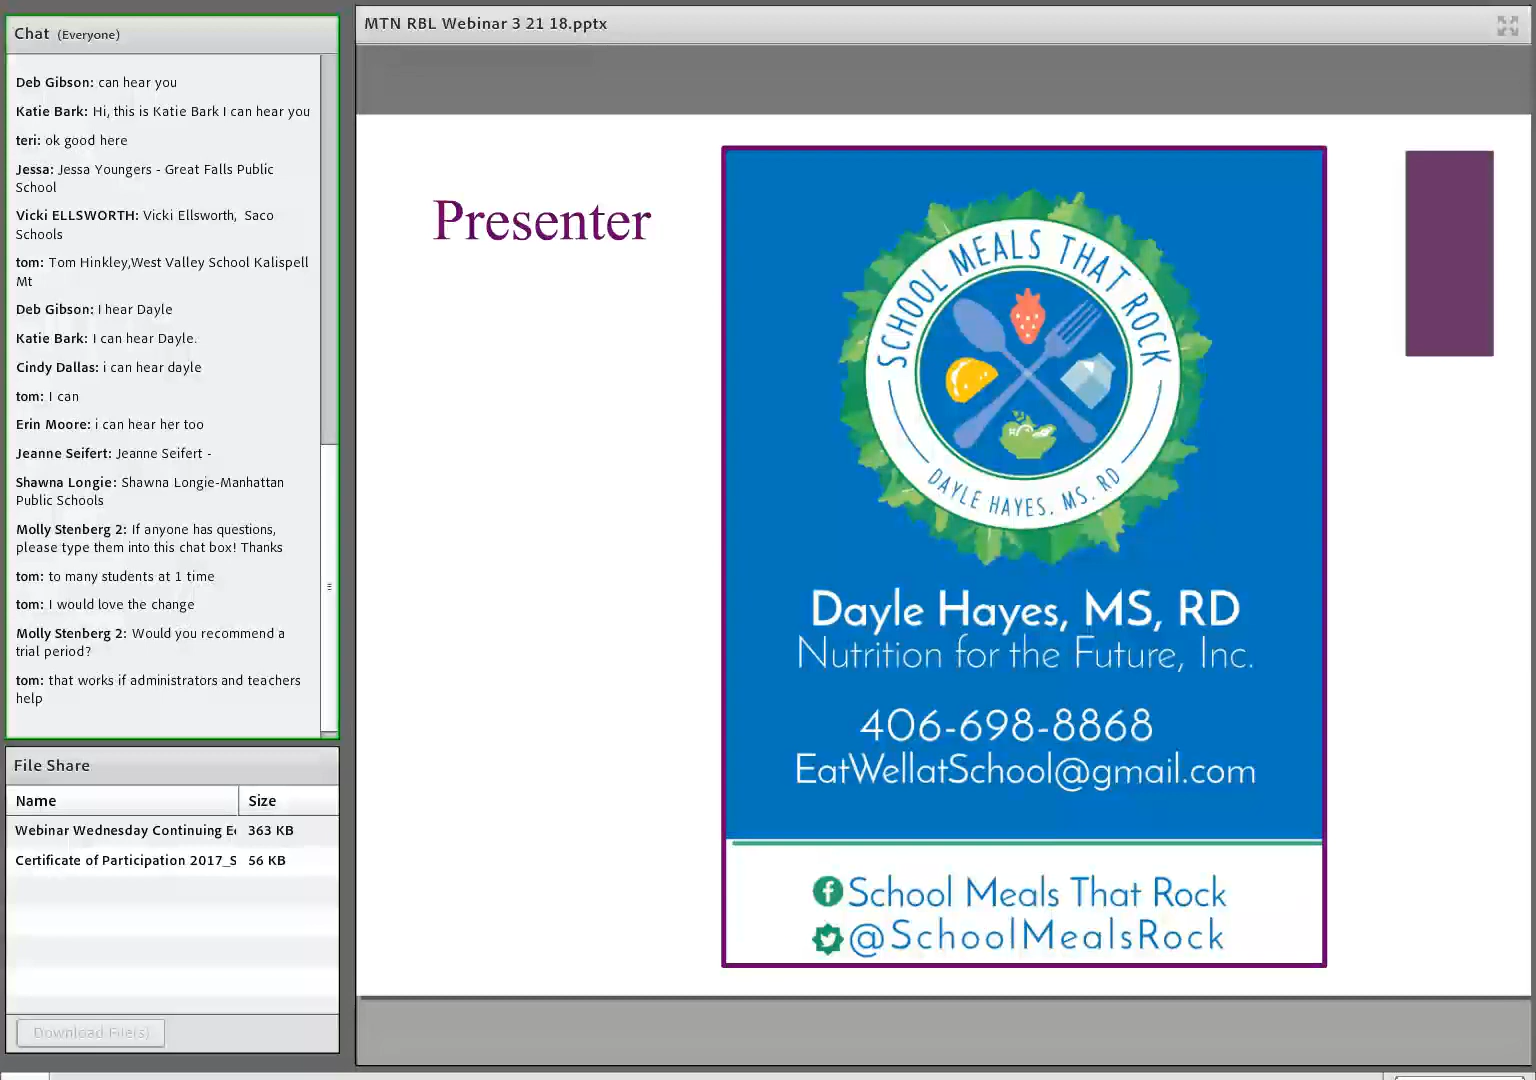 Chat (Everyone)
Deb Gibson: can hear you
Katie Bark: Hi, this is Katie Bark I can hear you
teri: ok good here
Jessa: Jessa Youngers - Great Falls Public
School
Vicki ELLSWORTH: Vicki Ellsworth, Saco
Schools
tom: Tom Hinkley,West Valley School Kalispell
Mt
Deb Gibson: I hear Dayle
Katie Bark: I can hear Dayle.
Cindy Dallas: i can hear dayle
tom: I can
Erin Moore: i can hear her too
Jeanne Seifert: Jeanne Seifert -
Shawna Longie: Shawna Longie-Manhattan
Public Schools
Molly Stenberg 2: If anyone has questions,
please type them into this chat box! Thanks
tom: to many students at 1 time
tom: I would love the change
Molly Stenberg 2: Would you recommend a
trial period?
tom: that works if administrators and teachers
help
File Share
Name Size
Webinar Wednesday Continuing E 363 KB
Certificate of Participation 2017_S 56 KB
Download File(s)
MTN RBL Webinar 3 21 18.pptx
Presenter
SCHOOL MEALS THAT ROCK
DAYLE HAYES, MS, RD
Dayle Hayes, MS, RD
Nutrition for the Future, Inc.
406-698-8868
EatWellatSchool@gmail.com
School Meals That Rock
@SchoolMealsRock